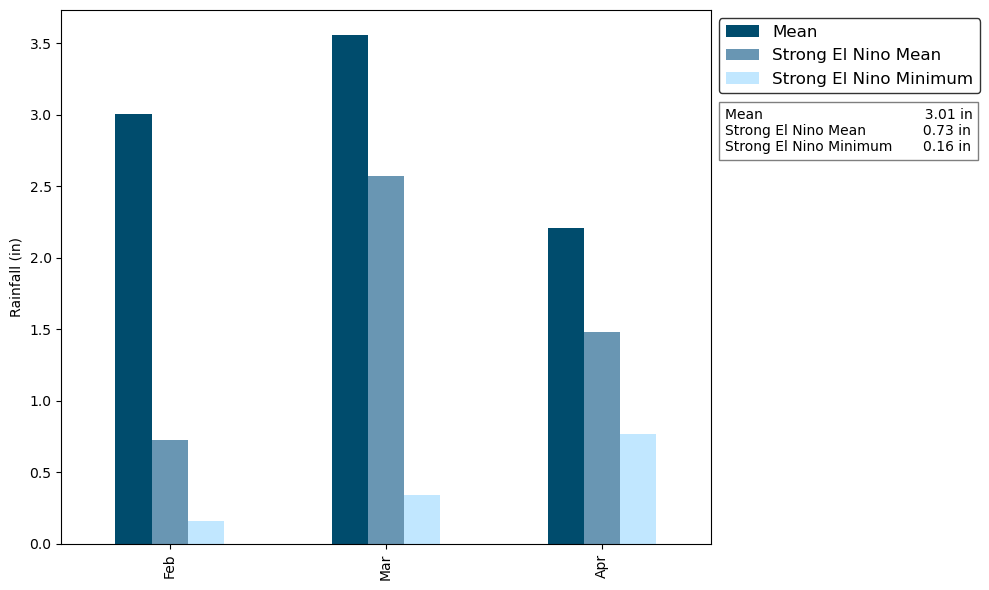 Mean
Strong El Nino Mean
Strong El Nino Minimum
Mean 3.01 in
Strong El Nino Mean 0.73 in
Strong El Nino Minimum 0.16 in
Rainfall (in)
3.5
3.0
2.5
2.0
1.5
1.0
0.5
0.0
Feb
Mar
Apr